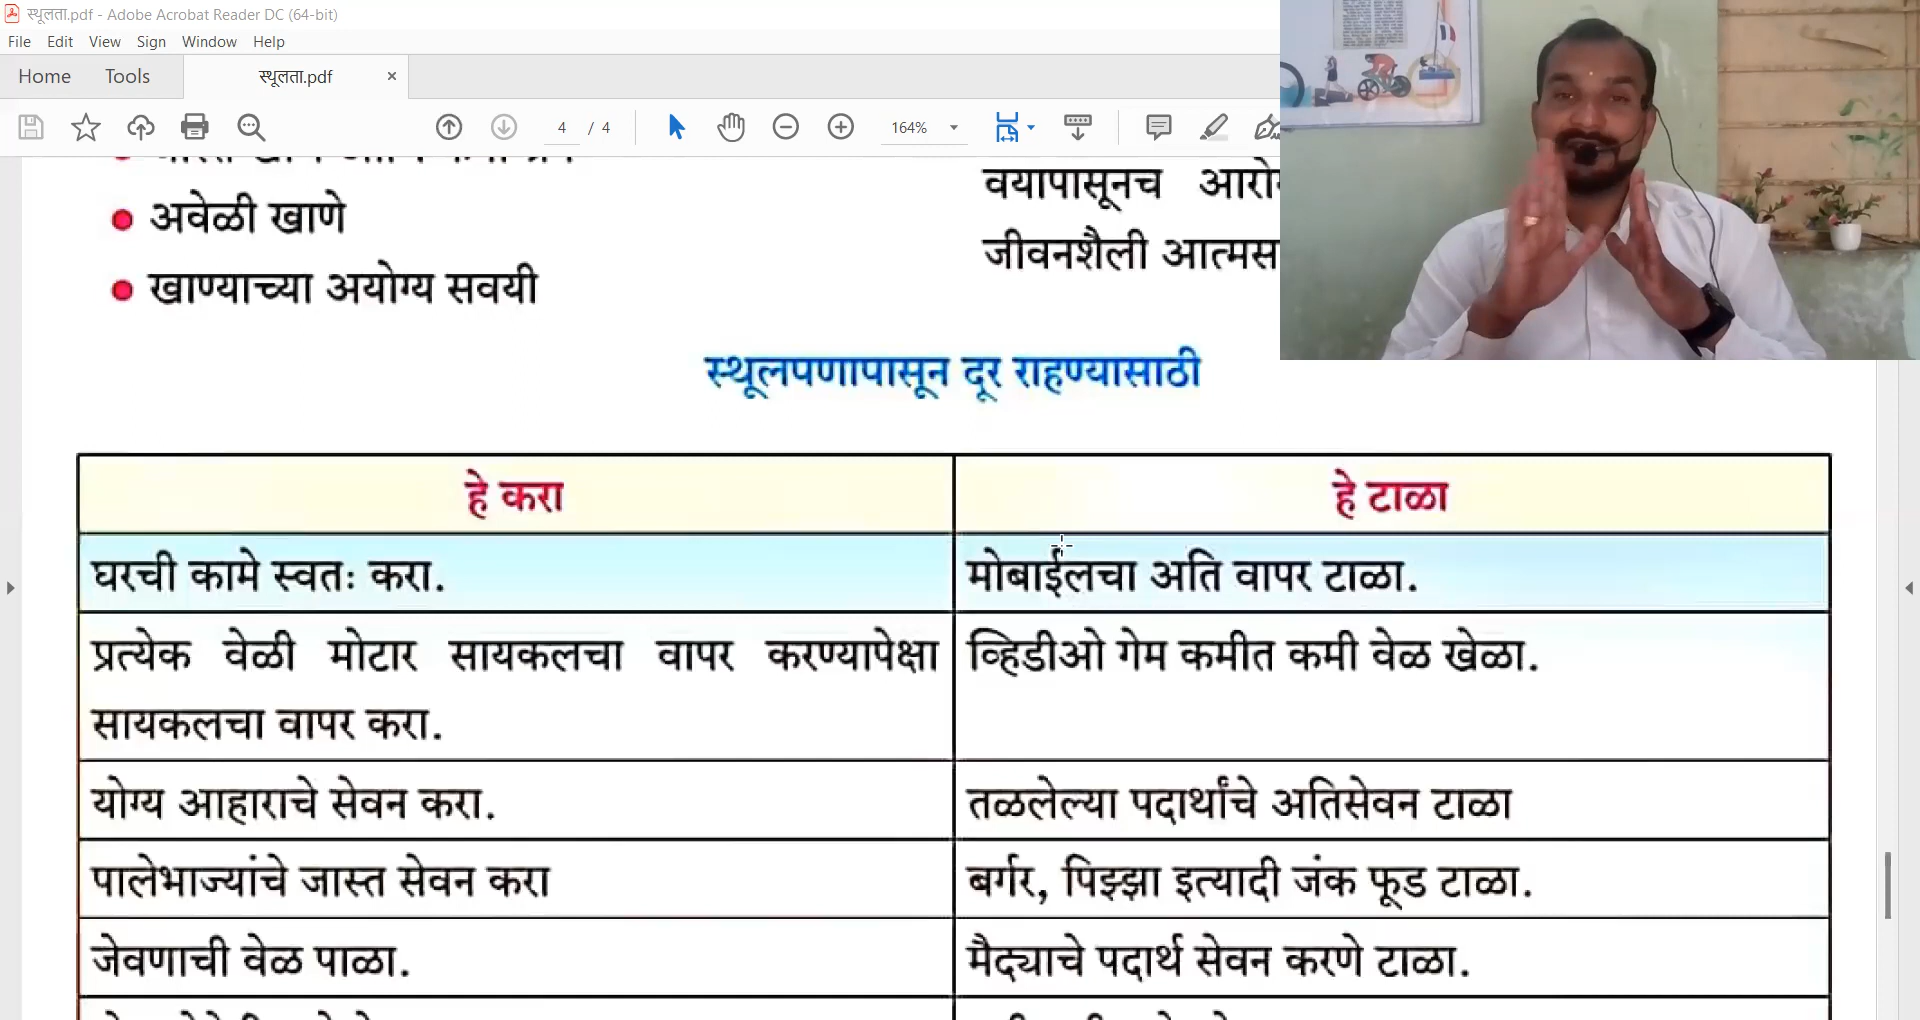 स्थूलता.pdf - Adobe Acrobat Reader DC (64-bit)
File Edit View Sign Window Help
Home Tools स्थूलता.pdf ×
4 / 4 164%
• अवेळी खाणे
• खाण्याच्या अयोग्य सवयी
वयापासूनच
जीवनशैली
स्थूलपणापासून दूर राहण्यासाठी
हे करा
हे टाळा
घरची कामे स्वतः करा.
मोबाईलचा अति वापर टाळा.
प्रत्येक वेळी मोटार सायकलचा वापर करण्यापेक्षा
सायकलचा वापर करा.
व्हिडीओ गेम कमीत कमी वेळ खेळा.
योग्य आहाराचे सेवन करा.
तळलेल्या पदार्थांचे अतिसेवन टाळा
पालेभाज्यांचे जास्त सेवन करा
बर्गर, पिझ्झा इत्यादी जंक फूड टाळा.
जेवणाची वेळ पाळा.
मैद्याचे पदार्थ सेवन करणे टाळा.